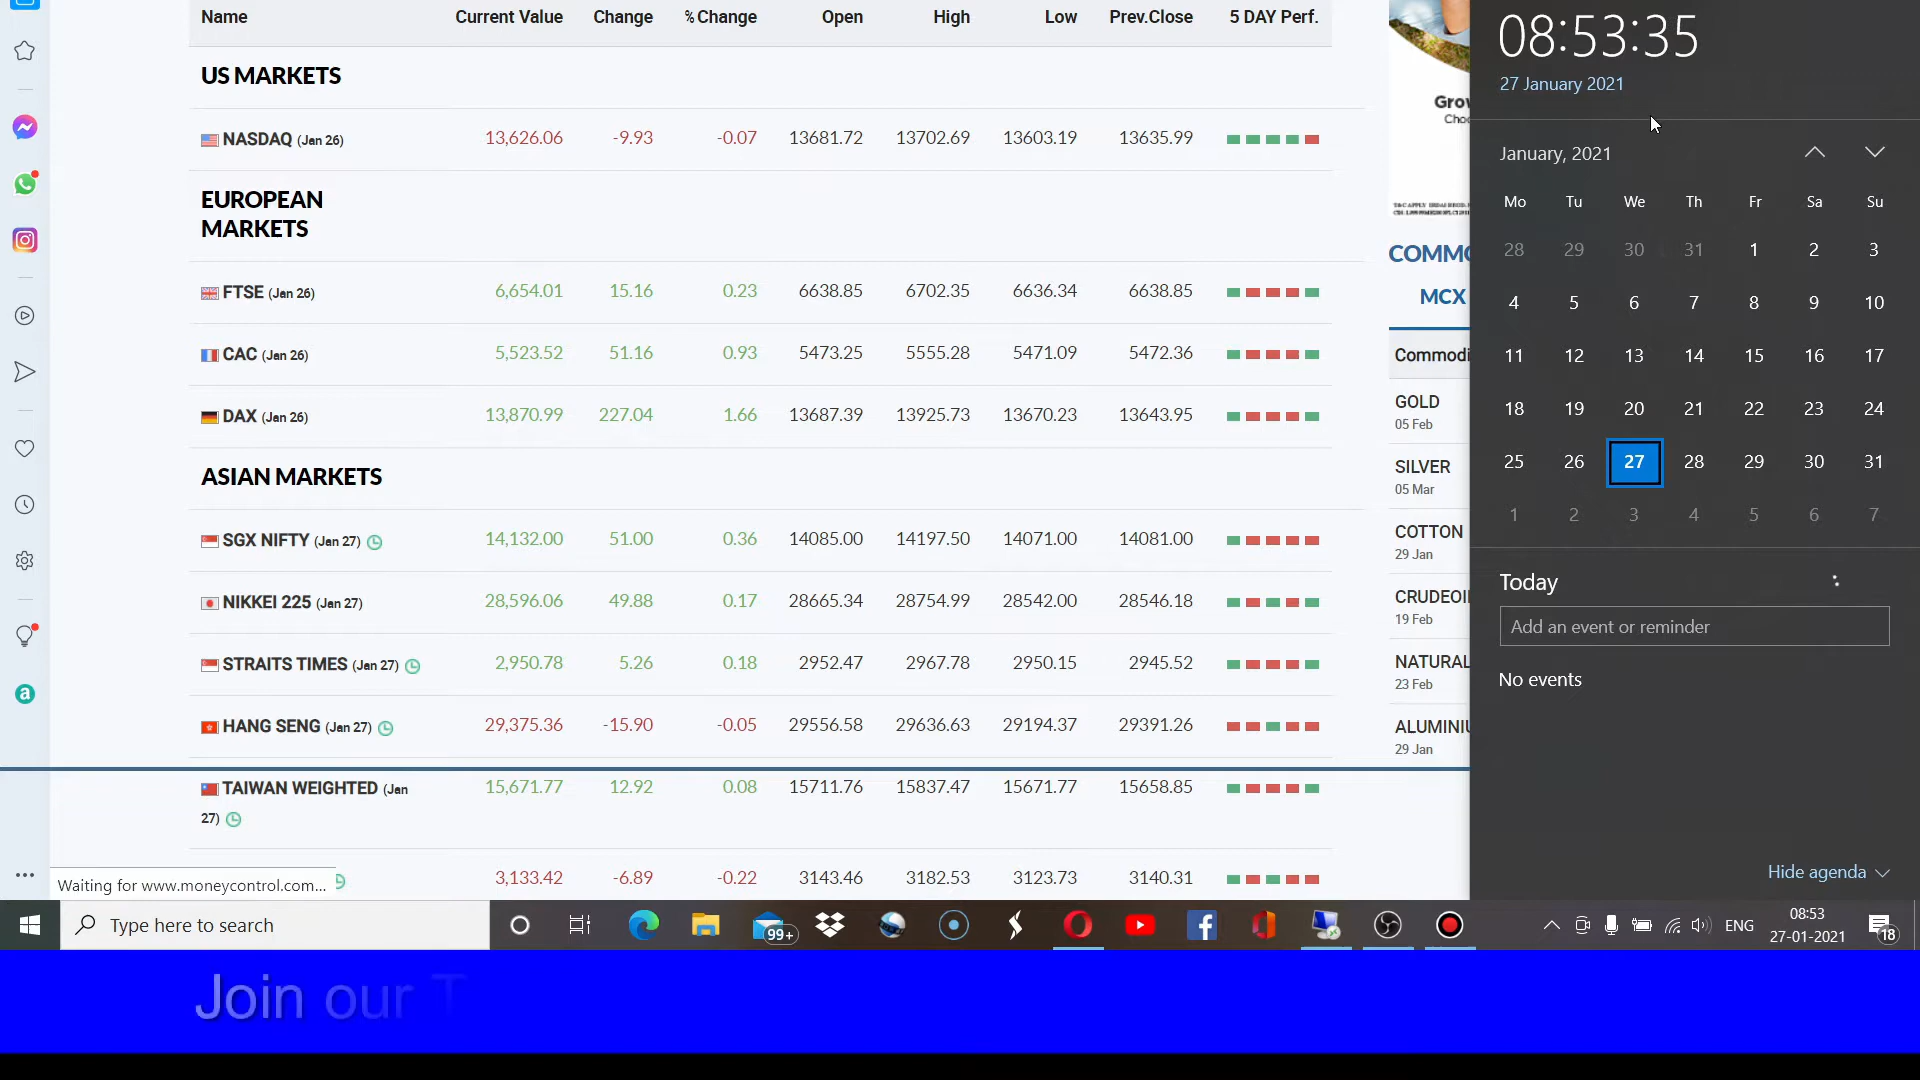 Name Current Value Change %Change Open High Low Prev.Close 5 DAY Perf.
US MARKETS
NASDAQ (Jan 26) 13,626.06 -9.93 -0.07 13681.72 13702.69 13603.19 13635.99
EUROPEAN
MARKETS
FTSE (Jan 26) 6,654.01 15.16 0.23 6638.85 6702.35 6636.34 6638.85
CAC (Jan 26) 5,523.52 51.16 0.93 5473.25 5555.28 5471.09 5472.36
DAX (Jan 26) 13,870.99 227.04 1.66 13687.39 13925.73 13670.23 13643.95
ASIAN MARKETS
SGX NIFTY (Jan 27) 14,132.00 51.00 0.36 14085.00 14197.50 14071.00 14081.00
NIKKEI 225 (Jan 27) 28,596.06 49.88 0.17 28665.34 28754.99 28542.00 28546.18
STRAITS TIMES (Jan 27) 2,950.78 5.26 0.18 2952.47 2967.78 2950.15 2945.52
HANG SENG (Jan 27) 29,375.36 -15.90 -0.05 29556.58 29636.63 29194.37 29391.26
TAIWAN WEIGHTED (Jan 15,671.77 12.92 0.08 15711.76 15837.47 15671.77 15658.85
27)
3,133.42 -6.89 -0.22 3143.46 3182.53 3123.73 3140.31
Waiting for www.moneycontrol.com...
Grow
Choo
COMMO
MCX
Commodi
GOLD
05 Feb
SILVER
05 Mar
COTTON
29 Jan
CRUDEOI
19 Feb
NATURAL
23 Feb
ALUMINIU
29 Jan
08:53:35
27 January 2021
January, 2021
Mo Tu We Th Fr Sa Su
28 29 30 31 1 2 3
4 5 6 7 8 9 10
11 12 13 14 15 16 17
18 19 20 21 22 23 24
25 26 27 28 29 30 31
1 2 3 4 5 6 7
Today
Add an event or reminder
No events
Hide agenda
Type here to search
99+
ENG
08:53
27-01-2021
18
Join our T